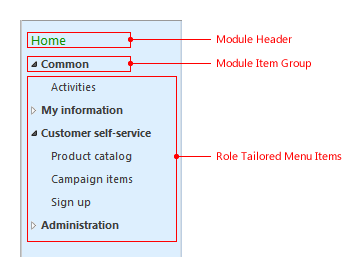 Home
Module Header
Common
Module Item Group
Activities
My information
Customer self-service
Product catalog
Role Tailored Menu Items
Campaign items
Sign up
Administration